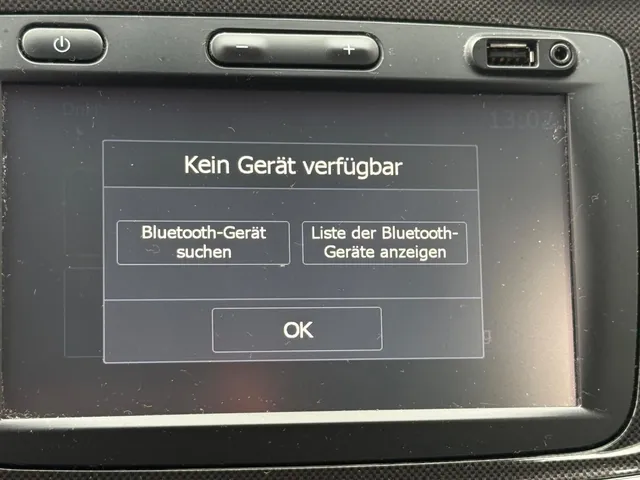 Kein Gerät verfügbar
Bluetooth-Gerät
suchen
Liste der Bluetooth-
Geräte anzeigen
OK